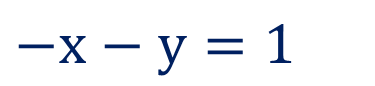 −x − y = 1